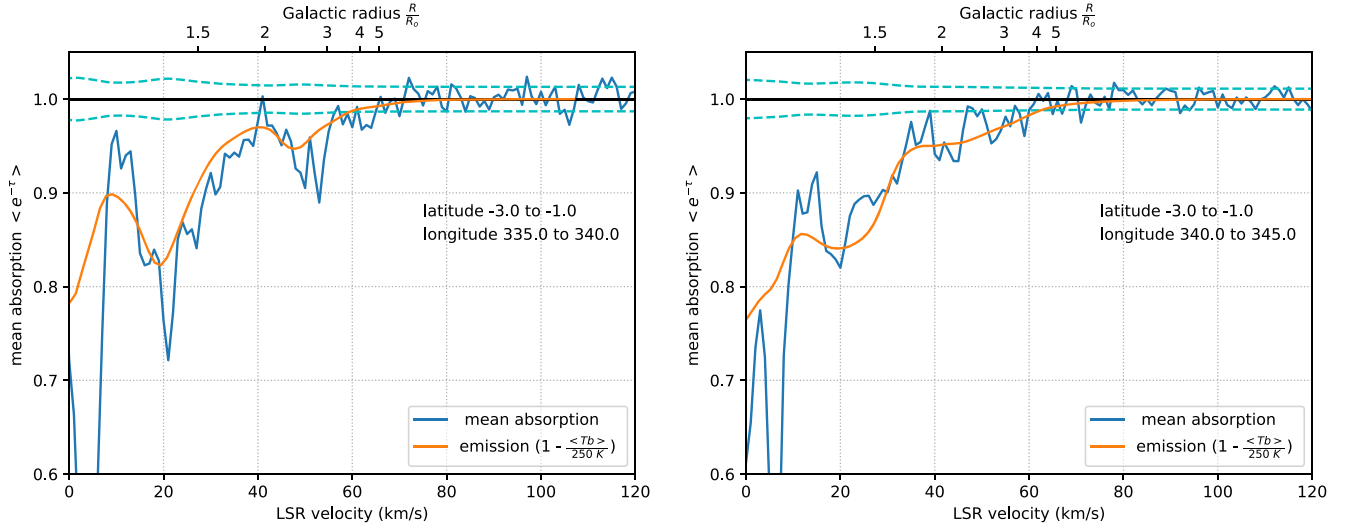 Galactic radius R/R_o
1.5 2 3 4 5
1.0
0.9
0.8
0.7
0.6
mean absorption < e^{-τ} >
latitude -3.0 to -1.0
longitude 335.0 to 340.0
mean absorption
emission (1 - <Tb>/250 K)
0 20 40 60 80 100 120
LSR velocity (km/s)
Galactic radius R/R_o
1.5 2 3 4 5
1.0
0.9
0.8
0.7
0.6
mean absorption < e^{-τ} >
latitude -3.0 to -1.0
longitude 340.0 to 345.0
mean absorption
emission (1 - <Tb>/250 K)
0 20 40 60 80 100 120
LSR velocity (km/s)